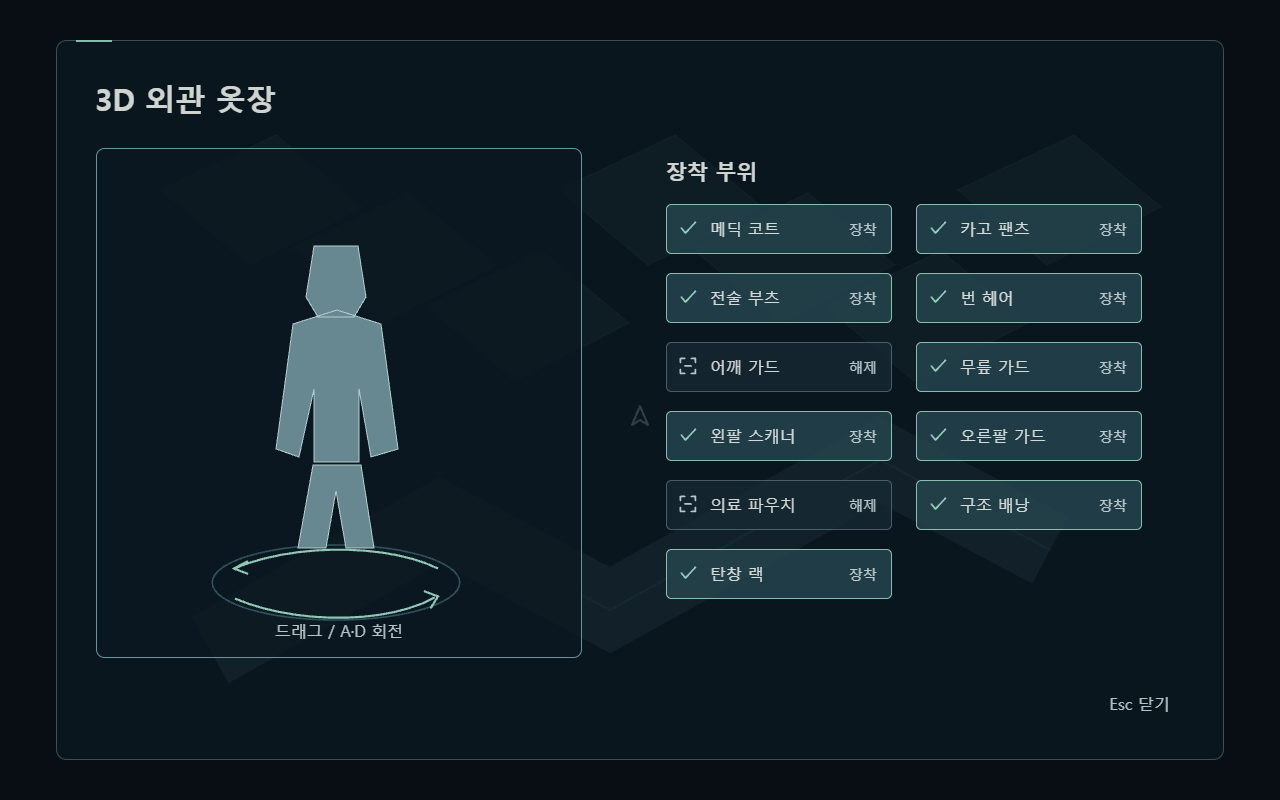 3D 외관 옷장
드래그 / A·D 회전
장착 부위
메딕 코트 장착
카고 팬츠 장착
전술 부츠 장착
번 헤어 장착
어깨 가드 해제
무릎 가드 장착
왼팔 스캐너 장착
오른팔 가드 장착
의료 파우치 해제
구조 배낭 장착
탄창 랙 장착
Esc 닫기